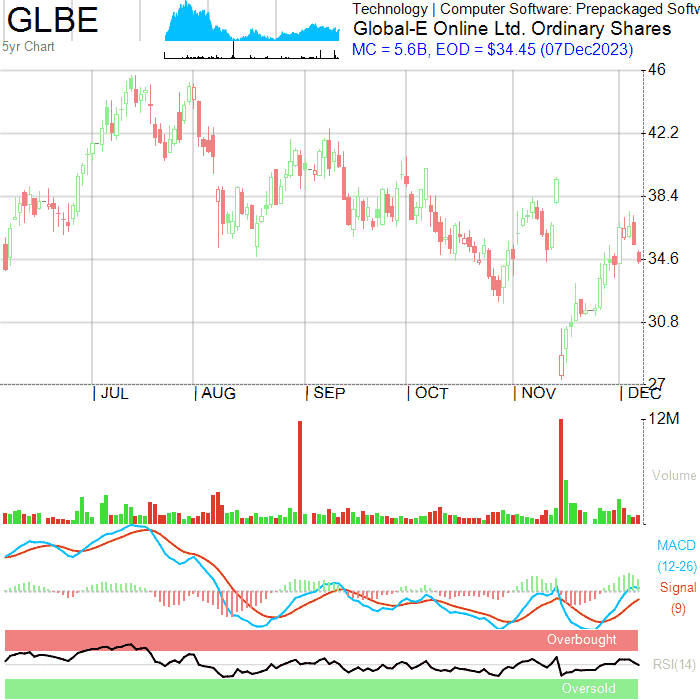 GLBE
5yr Chart
Technology | Computer Software: Prepackaged Softw
Global-E Online Ltd. Ordinary Shares
MC = 5.6B, EOD = $34.45 (07Dec2023)
46
42.2
38.4
34.6
30.8
27
JUL AUG SEP OCT NOV DEC
12M
Volume
MACD
(12-26)
Signal
(9)
Overbought
RSI(14)
Oversold